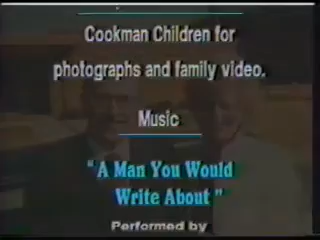 Cookman Children for
photographs and family video.
Music
" A Man You Would
Write About "
Performed by